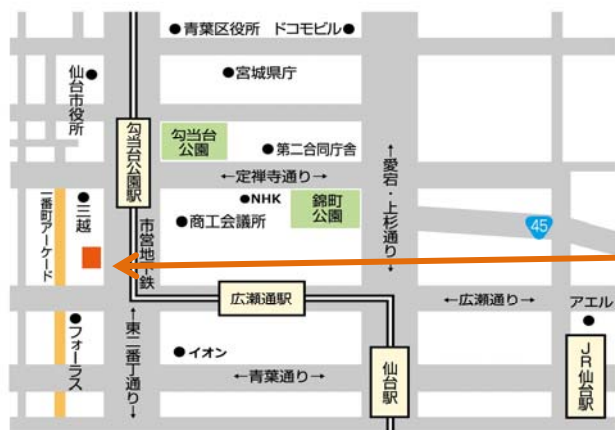 ●青葉区役所　ドコモビル●
仙台市役所
●宮城県庁
勾当台公園駅
勾当台
公園
●第二合同庁舎
←定禅寺通り→
←愛宕・上杉通り→
●NHK
錦町
公園
●三越
●商工会議所
一番町アーケード
市営地下鉄
45
広瀬通駅
←広瀬通り→
アエル
●フォーラス
←東二番丁通り→
●イオン
←青葉通り→
仙台駅
JR仙台駅